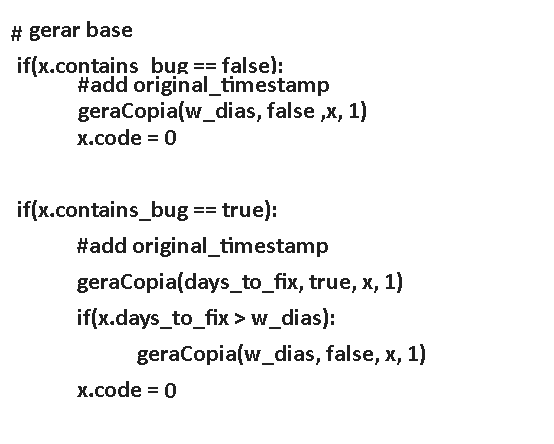 # gerar base
if(x.contains_bug == false):
#add original_timestamp
geraCopia(w_dias, false ,x, 1)
x.code = 0
if(x.contains_bug == true):
#add original_timestamp
geraCopia(days_to_fix, true, x, 1)
if(x.days_to_fix > w_dias):
geraCopia(w_dias, false, x, 1)
x.code = 0